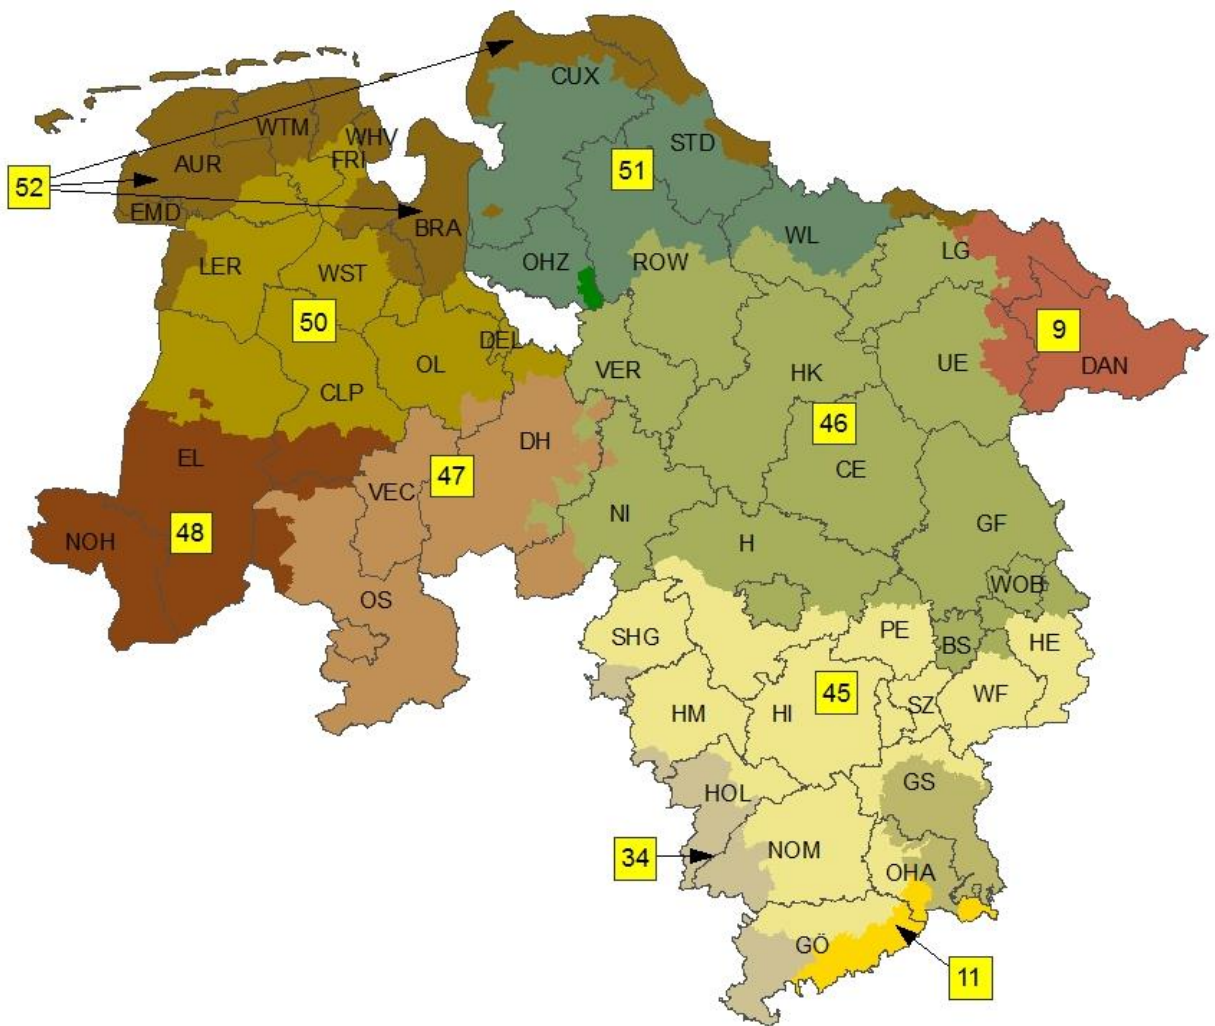 CUX
WTM
WHV
STD
AUR
FRI
51
52
EMD
BRA
WL
LER
WST
OHZ
ROW
LG
50
9
DEL
OL
VER
HK
UE
DAN
CLP
46
EL
DH
CE
47
VEC
NI
GF
48
NOH
H
WOB
OS
SHG
PE
BS
HE
45
WF
HM
HI
SZ
HOL
GS
34
NOM
OHA
GÖ
11